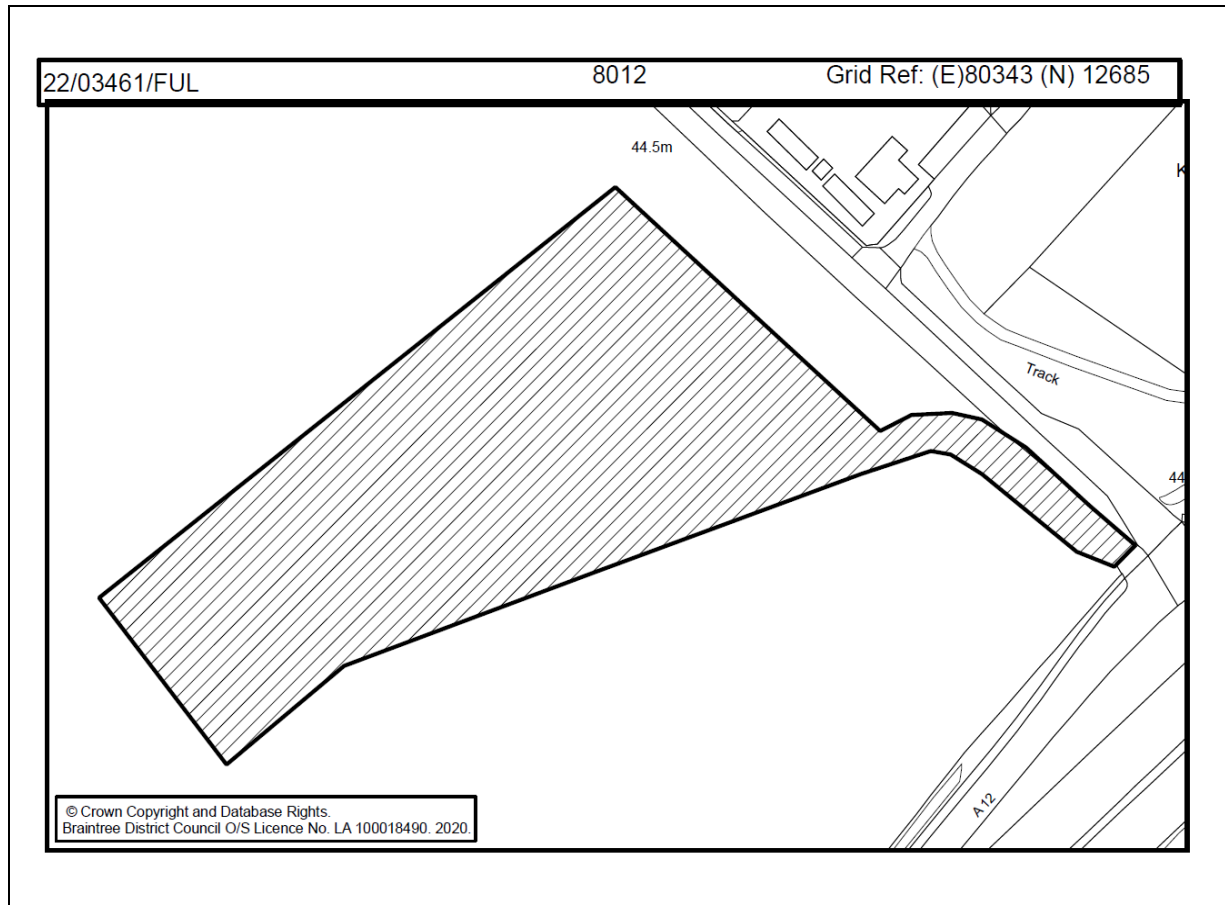 22/03461/FUL
8012
Grid Ref: (E)80343 (N) 12685
44.5m
K
Track
44
A 12
© Crown Copyright and Database Rights.
Braintree District Council O/S Licence No. LA 100018490. 2020.